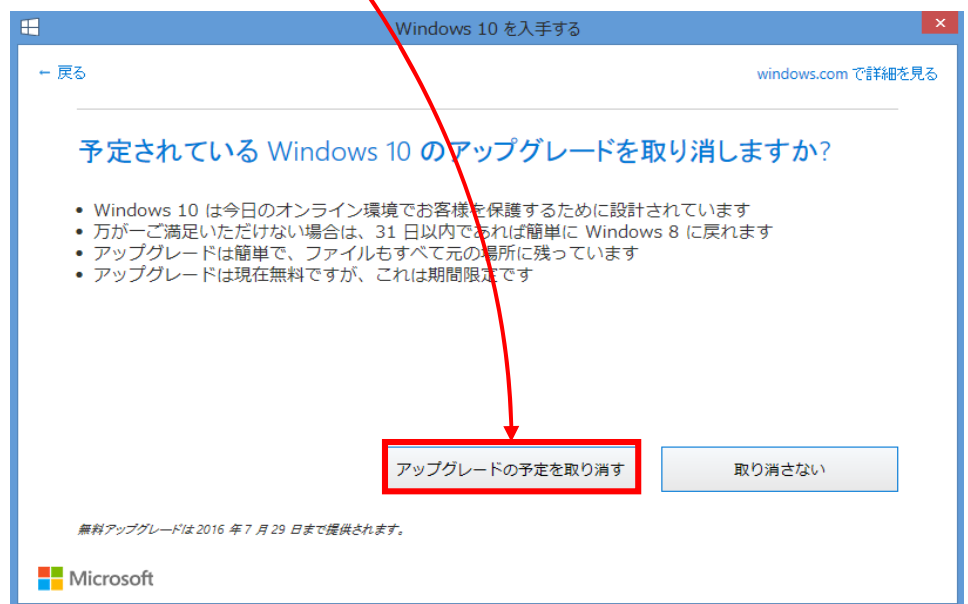 Windows 10 を入手する
← 戻る
windows.com で詳細を見る
予定されている Windows 10 のアップグレードを取り消しますか?
• Windows 10 は今日のオンライン環境でお客様を保護するために設計されています
• 万が一ご満足いただけない場合は、31 日以内であれば簡単に Windows 8 に戻れます
• アップグレードは簡単で、ファイルもすべて元の場所に残っています
• アップグレードは現在無料ですが、これは期間限定です
アップグレードの予定を取り消す
取り消さない
無料アップグレードは 2016 年 7 月 29 日まで提供されます。
Microsoft